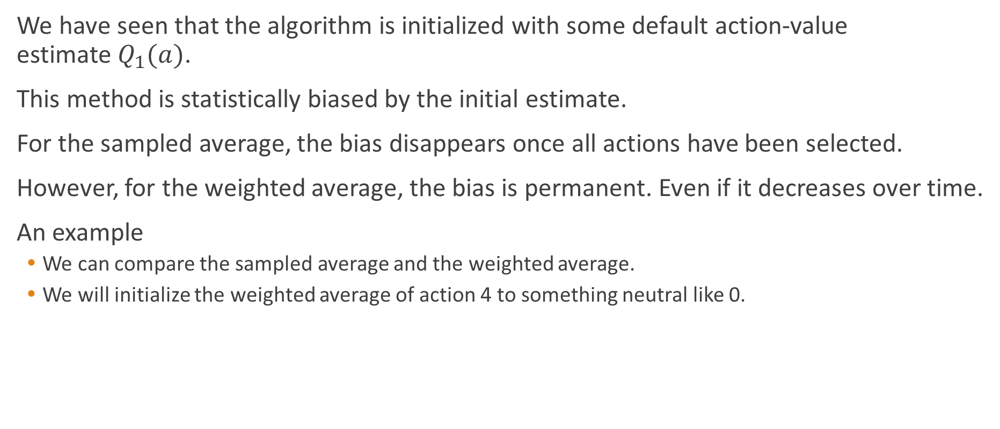 We have seen that the algorithm is initialized with some default action-value
estimate Q₁(a).
This method is statistically biased by the initial estimate.
For the sampled average, the bias disappears once all actions have been selected.
However, for the weighted average, the bias is permanent. Even if it decreases over time.
An example
• We can compare the sampled average and the weighted average.
• We will initialize the weighted average of action 4 to something neutral like 0.